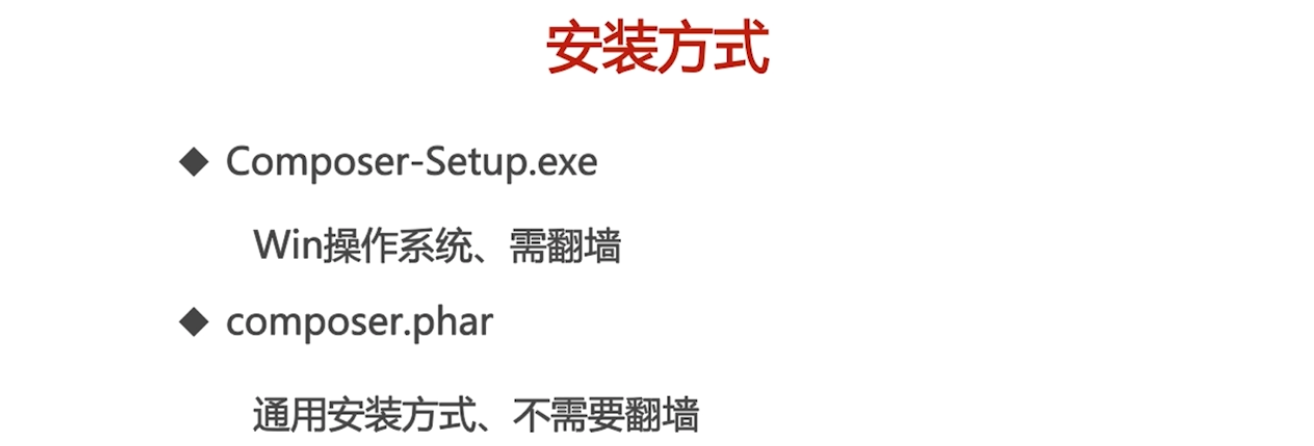 安装方式
◆ Composer-Setup.exe
Win操作系统、需翻墙
◆ composer.phar
通用安装方式、不需要翻墙